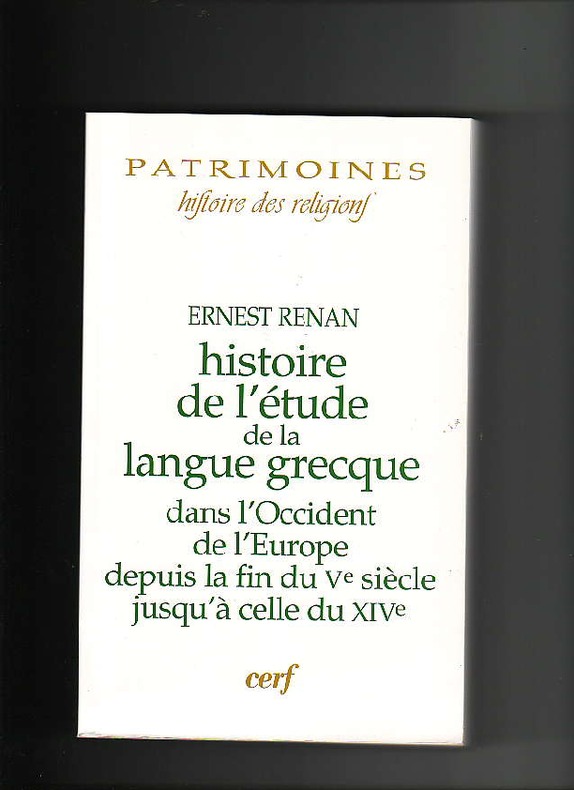 PATRIMOINES
histoire des religions
ERNEST RENAN
histoire
de l'étude
de la
langue grecque
dans l'Occident
de l'Europe
depuis la fin du Ve siècle
jusqu'à celle du XIVe
cerf